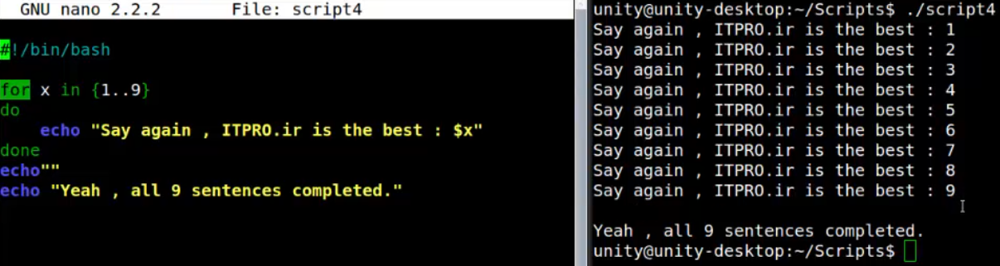 GNU nano 2.2.2 File: script4
#!/bin/bash
for x in {1..9}
do
echo "Say again , ITPRO.ir is the best : $x"
done
echo""
echo "Yeah , all 9 sentences completed."
unity@unity-desktop:~/Scripts$ ./script4
Say again , ITPRO.ir is the best : 1
Say again , ITPRO.ir is the best : 2
Say again , ITPRO.ir is the best : 3
Say again , ITPRO.ir is the best : 4
Say again , ITPRO.ir is the best : 5
Say again , ITPRO.ir is the best : 6
Say again , ITPRO.ir is the best : 7
Say again , ITPRO.ir is the best : 8
Say again , ITPRO.ir is the best : 9
Yeah , all 9 sentences completed.
unity@unity-desktop:~/Scripts$